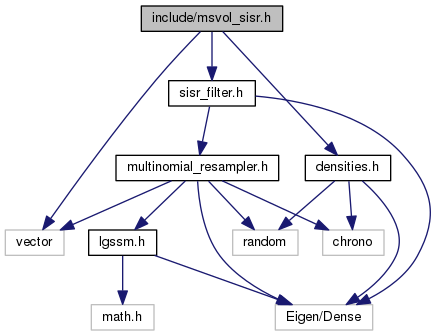 include/msvol_sisr.h
sisr_filter.h
multinomial_resampler.h
densities.h
vector
lgssm.h
random
chrono
math.h
Eigen/Dense